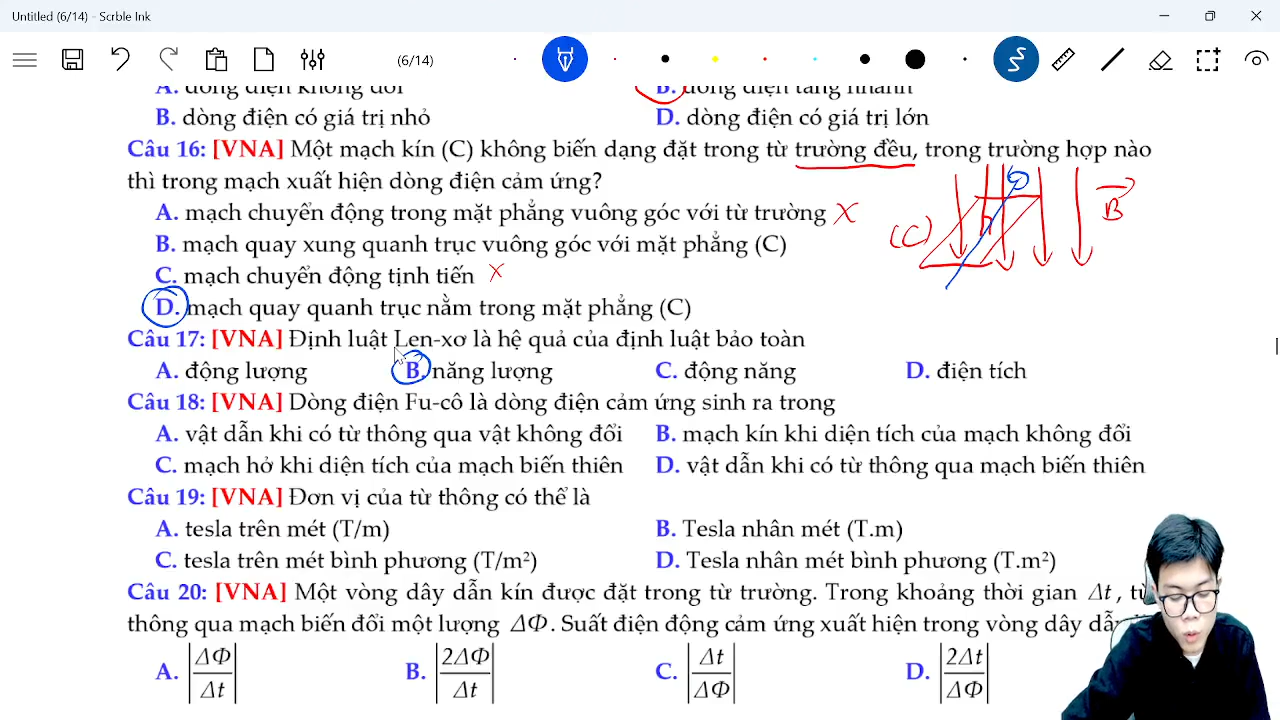 Untitled (6/14) - Scrble Ink
(6/14)
A. dòng điện không đổi B. dòng điện tăng nhanh
B. dòng điện có giá trị nhỏ D. dòng điện có giá trị lớn
Câu 16: [VNA] Một mạch kín (C) không biến dạng đặt trong từ trường đều, trong trường hợp nào
thì trong mạch xuất hiện dòng điện cảm ứng?
A. mạch chuyển động trong mặt phẳng vuông góc với từ trường X
B. mạch quay xung quanh trục vuông góc với mặt phẳng (C)
(C) B
C. mạch chuyển động tịnh tiến X
D. mạch quay quanh trục nằm trong mặt phẳng (C)
Câu 17: [VNA] Định luật Len-xơ là hệ quả của định luật bảo toàn
A. động lượng B. năng lượng C. động năng D. điện tích
Câu 18: [VNA] Dòng điện Fu-cô là dòng điện cảm ứng sinh ra trong
A. vật dẫn khi có từ thông qua vật không đổi B. mạch kín khi diện tích của mạch không đổi
C. mạch hở khi diện tích của mạch biến thiên D. vật dẫn khi có từ thông qua mạch biến thiên
Câu 19: [VNA] Đơn vị của từ thông có thể là
A. tesla trên mét (T/m) B. Tesla nhân mét (T.m)
C. tesla trên mét bình phương (T/m²) D. Tesla nhân mét bình phương (T.m²)
Câu 20: [VNA] Một vòng dây dẫn kín được đặt trong từ trường. Trong khoảng thời gian Δt, từ
thông qua mạch biến đổi một lượng ΔΦ. Suất điện động cảm ứng xuất hiện trong vòng dây dẫn
A. |ΔΦ/Δt| B. |2ΔΦ/Δt| C. |Δt/ΔΦ| D. |2Δt/ΔΦ|